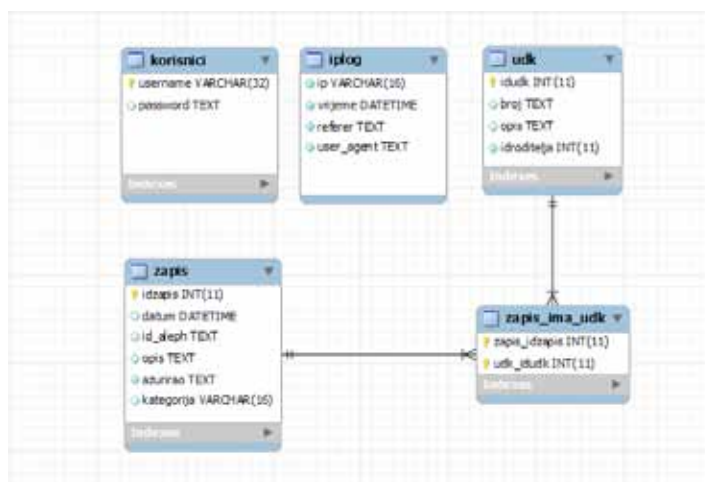 korisnici
username VARCHAR(32)
password TEXT
Indexes
iplog
ip VARCHAR(16)
vrijeme DATETIME
referer TEXT
user_agent TEXT
udk
idudk INT(11)
broj TEXT
opis TEXT
idroditelja INT(11)
Indexes
zapis
idzapis INT(11)
datum DATETIME
id_aleph TEXT
opis TEXT
azurirao TEXT
kategorija VARCHAR(16)
Indexes
zapis_ima_udk
zapis_idzapis INT(11)
udk_idudk INT(11)
Indexes